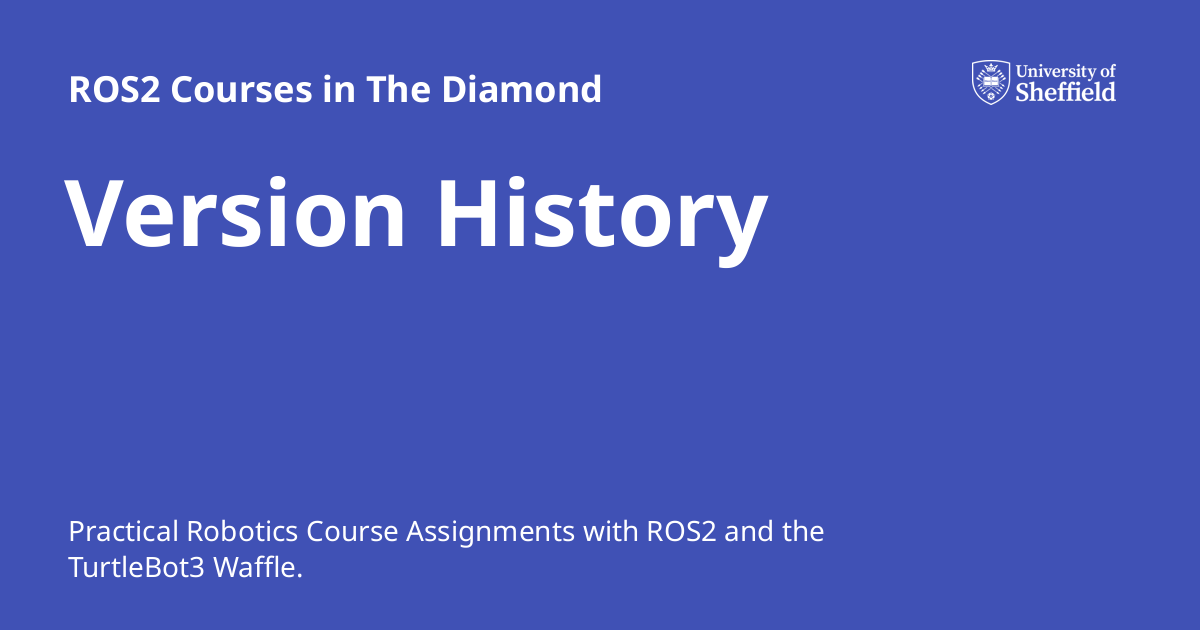 ROS2 Courses in The Diamond
University of
Sheffield
Version History
Practical Robotics Course Assignments with ROS2 and the
TurtleBot3 Waffle.